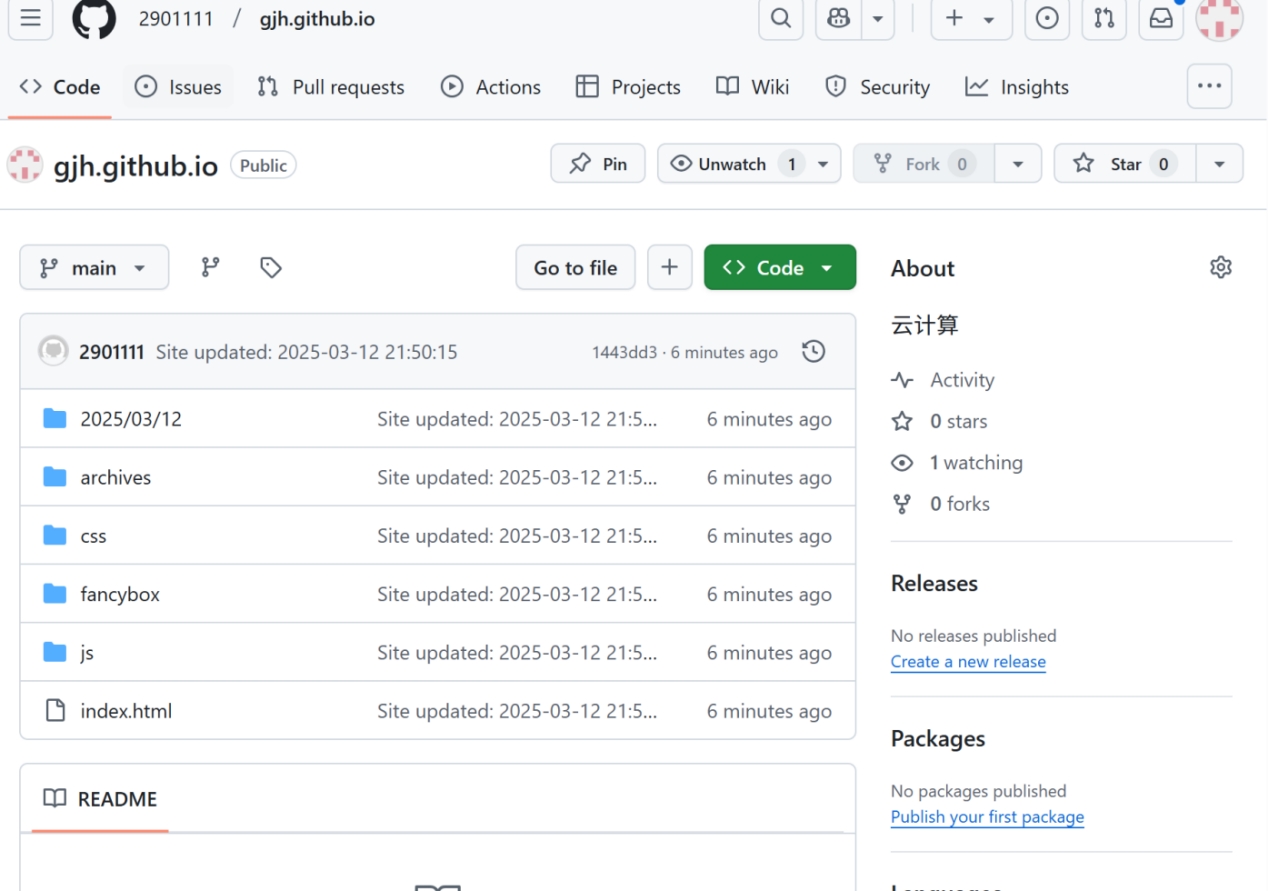 2901111 / gjh.github.io
Code Issues Pull requests Actions Projects Wiki Security Insights
gjh.github.io Public Pin Unwatch 1 Fork 0 Star 0
main Go to file Code
2901111 Site updated: 2025-03-12 21:50:15 1443dd3 · 6 minutes ago
2025/03/12 Site updated: 2025-03-12 21:5... 6 minutes ago
archives Site updated: 2025-03-12 21:5... 6 minutes ago
css Site updated: 2025-03-12 21:5... 6 minutes ago
fancybox Site updated: 2025-03-12 21:5... 6 minutes ago
js Site updated: 2025-03-12 21:5... 6 minutes ago
index.html Site updated: 2025-03-12 21:5... 6 minutes ago
README
About
云计算
Activity
0 stars
1 watching
0 forks
Releases
No releases published
Create a new release
Packages
No packages published
Publish your first package